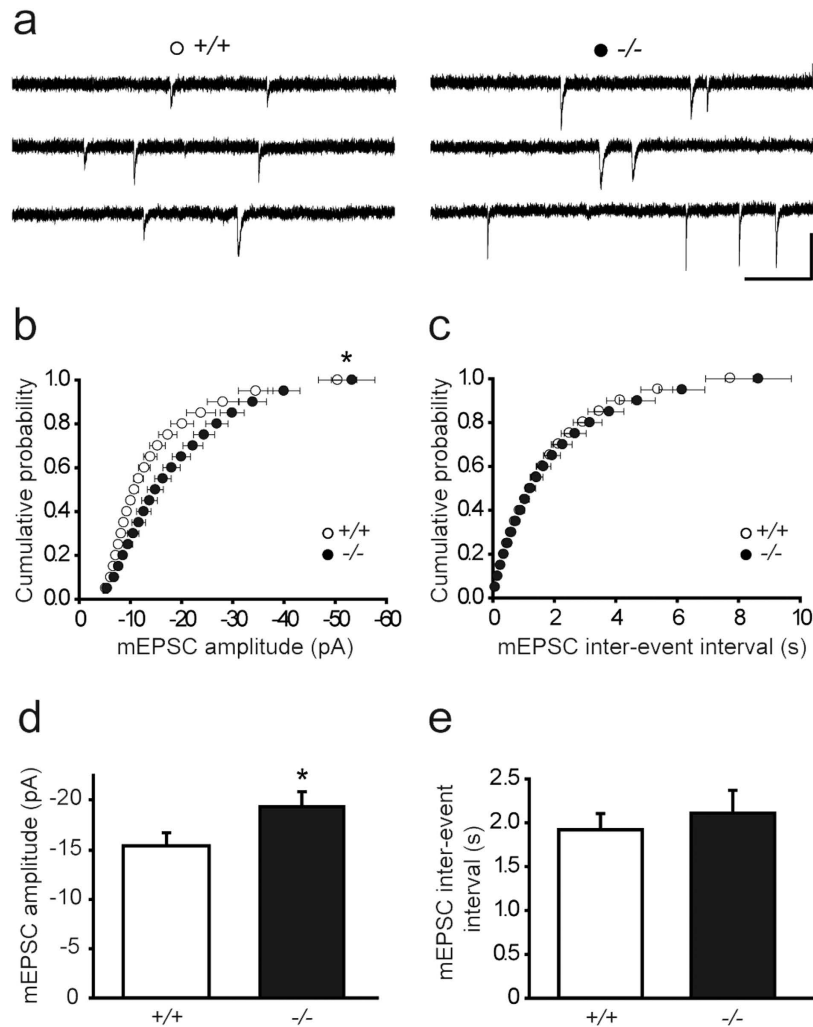 a
+/+
-/-
b
*
Cumulative probability
1.0
0.8
0.6
0.4
0.2
0.0
+/+
-/-
-10 -20 -30 -40 -50 -60
mEPSC amplitude (pA)
c
Cumulative probability
1.0
0.8
0.6
0.4
0.2
0.0
+/+
-/-
0 2 4 6 8 10
mEPSC inter-event interval (s)
d
*
mEPSC amplitude (pA)
-20
-15
-10
-5
0
+/+ -/-
e
mEPSC inter-event
interval (s)
2.5
2.0
1.5
1.0
0.5
0
+/+ -/-